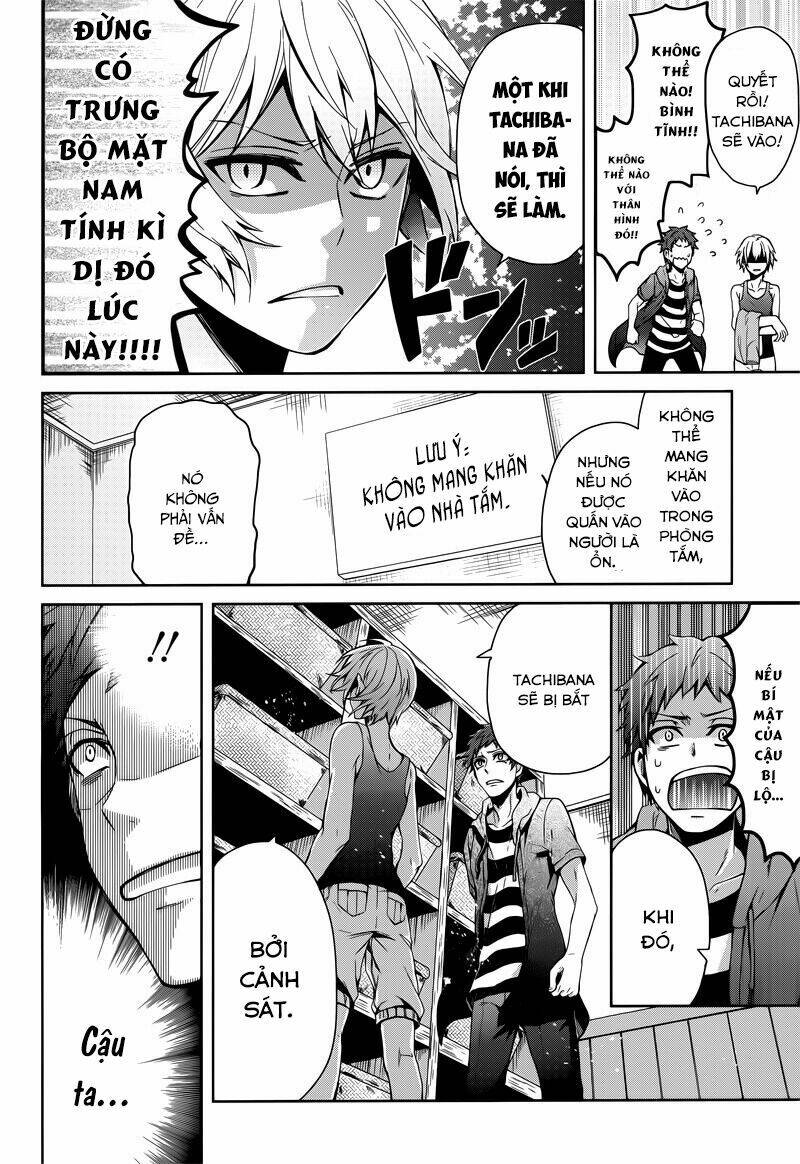 QUYẾT
RỒI!
TACHIBANA
SẼ VÀO!
KHÔNG
THỂ
NÀO!
BÌNH
TĨNH!!
KHÔNG
THỂ NÀO
VỚI
THÂN
HÌNH
ĐÓ!!
MỘT KHI
TACHIBA-
NA ĐÃ
NÓI, THÌ
SẼ LÀM.
ドドン
ĐỪNG
CÓ
TRƯNG
BỘ MẶT
NAM
TÍNH KÌ
DỊ ĐÓ
LÚC
NÀY!!!!
KHÔNG
THỂ
MANG
KHĂN
VÀO
TRONG
PHÒNG
TẮM,
NHƯNG
NẾU NÓ
ĐƯỢC
QUẤN VÀO
NGƯỜI LÀ
ỔN.
LƯU Ý:
KHÔNG MANG KHĂN
VÀO NHÀ TẮM.
NÓ
KHÔNG
PHẢI VẤN
ĐỀ...
NẾU
BÍ
MẬT
CỦA
CẬU BỊ
LỘ...
KHI
ĐÓ,
TACHIBANA
SẼ BỊ BẮT
BỞI
CẢNH
SÁT.
!!
Cậu
ta...